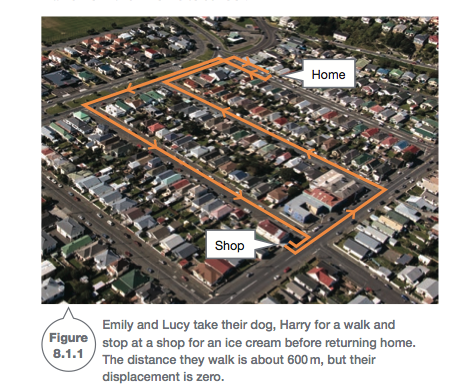 Home
Shop
Figure
8.1.1
Emily and Lucy take their dog, Harry for a walk and
stop at a shop for an ice cream before returning home.
The distance they walk is about 600 m, but their
displacement is zero.